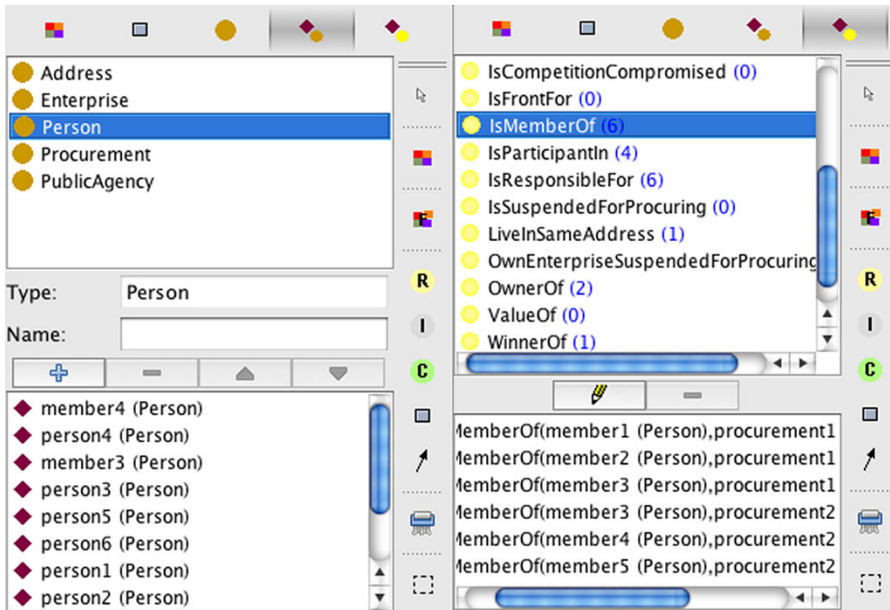 Address
Enterprise
Person
Procurement
PublicAgency
Type: Person
Name:
member4 (Person)
person4 (Person)
member3 (Person)
person3 (Person)
person5 (Person)
person6 (Person)
person1 (Person)
person2 (Person)
F
R
I
C
IsCompetitionCompromised (0)
IsFrontFor (0)
IsMemberOf (6)
IsParticipantIn (4)
IsResponsibleFor (6)
IsSuspendedForProcuring (0)
LiveInSameAddress (1)
OwnEnterpriseSuspendedForProcuring
OwnerOf (2)
ValueOf (0)
WinnerOf (1)
MemberOf(member1 (Person),procurement1
MemberOf(member2 (Person),procurement1
MemberOf(member3 (Person),procurement1
MemberOf(member3 (Person),procurement2
MemberOf(member4 (Person),procurement2
MemberOf(member5 (Person),procurement2
F
R
I
C